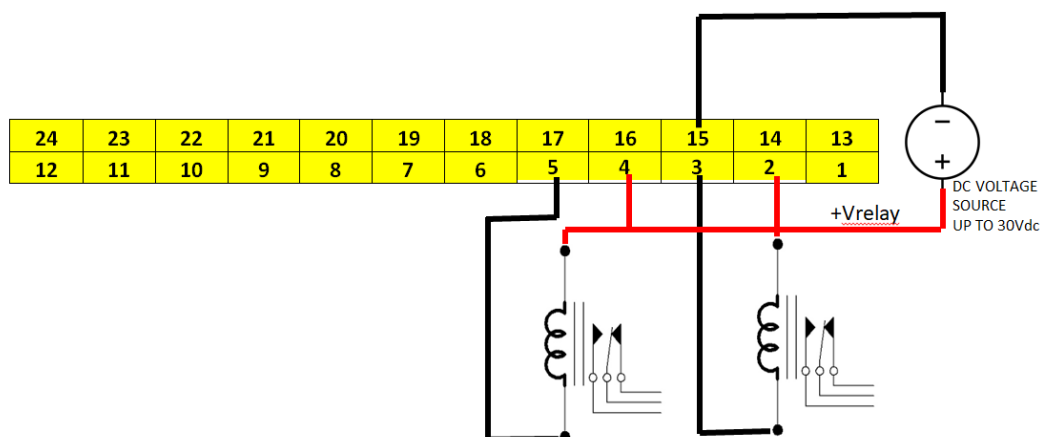 24 23 22 21 20 19 18 17 16 15 14 13
12 11 10 9 8 7 6 5 4 3 2 1
−
+
DC VOLTAGE
SOURCE
UP TO 30Vdc
+Vrelay